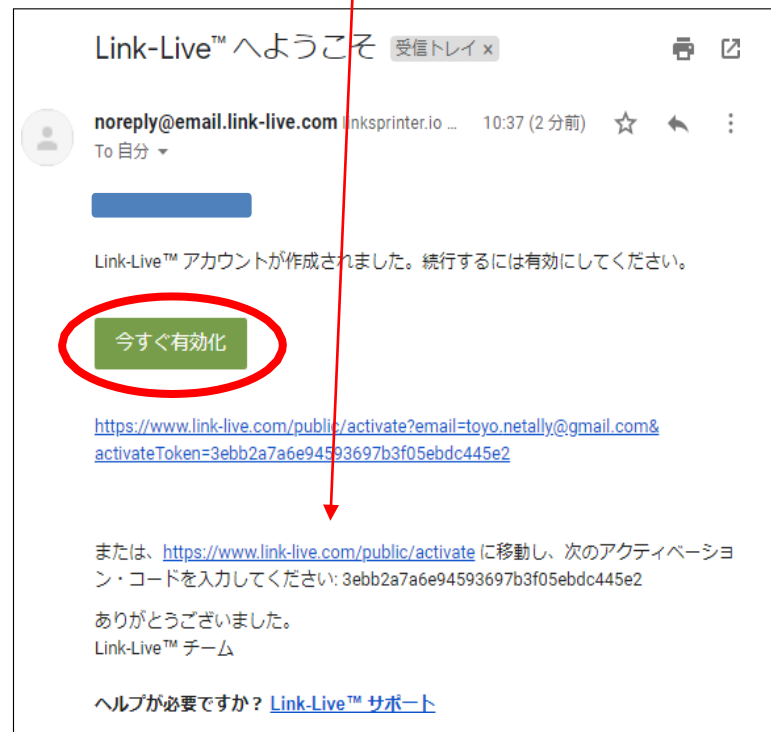 Link-Live™ へようこそ 受信トレイ x
noreply@email.link-live.com linksprinter.io ... 10:37 (2 分前)
To 自分
Link-Live™ アカウントが作成されました。続行するには有効にしてください。
今すぐ有効化
https://www.link-live.com/public/activate?email=toyo.netally@gmail.com&
activateToken=3ebb2a7a6e94593697b3f05ebdc445e2
または、https://www.link-live.com/public/activate に移動し、次のアクティベーショ
ン・コードを入力してください: 3ebb2a7a6e94593697b3f05ebdc445e2
ありがとうございました。
Link-Live™ チーム
ヘルプが必要ですか？ Link-Live™ サポート